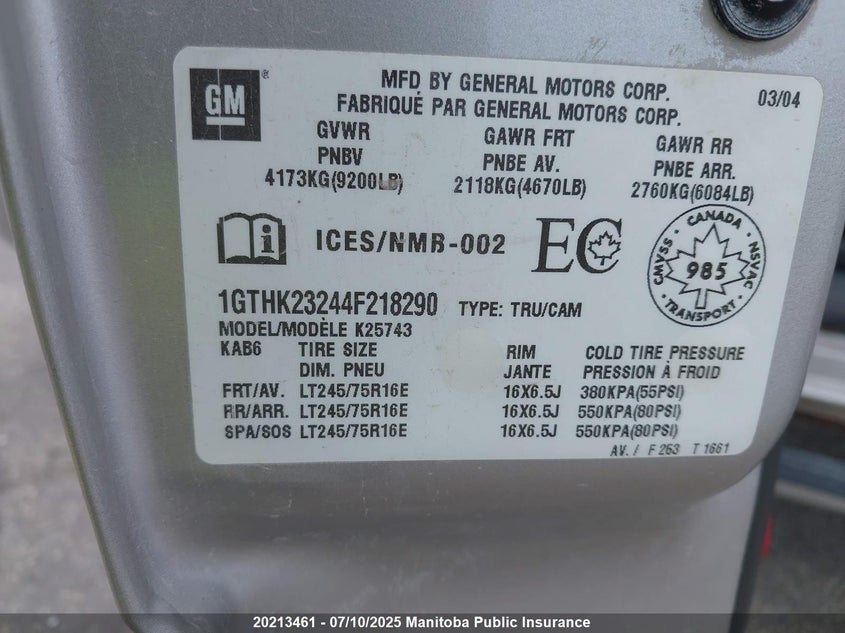 GM ®
MFD BY GENERAL MOTORS CORP.
FABRIQUÉ PAR GENERAL MOTORS CORP.
03/04
GVWR GAWR FRT GAWR RR
PNBV PNBE AV. PNBE ARR.
4173KG(9200LB) 2118KG(4670LB) 2760KG(6084LB)
ICES/NMB-002 EC
CANADA
CMVSS NSVAC
985
TRANSPORT
1GTHK23244F218290 TYPE: TRU/CAM
MODEL/MODÈLE K25743
KAB6 TIRE SIZE RIM COLD TIRE PRESSURE
DIM. PNEU JANTE PRESSION À FROID
FRT/AV. LT245/75R16E 16X6.5J 380KPA(55PSI)
RR/ARR. LT245/75R16E 16X6.5J 550KPA(80PSI)
SPA/SOS LT245/75R16E 16X6.5J 550KPA(80PSI)
AV. / F 263 T 1661
20213461 - 07/10/2025 Manitoba Public Insurance